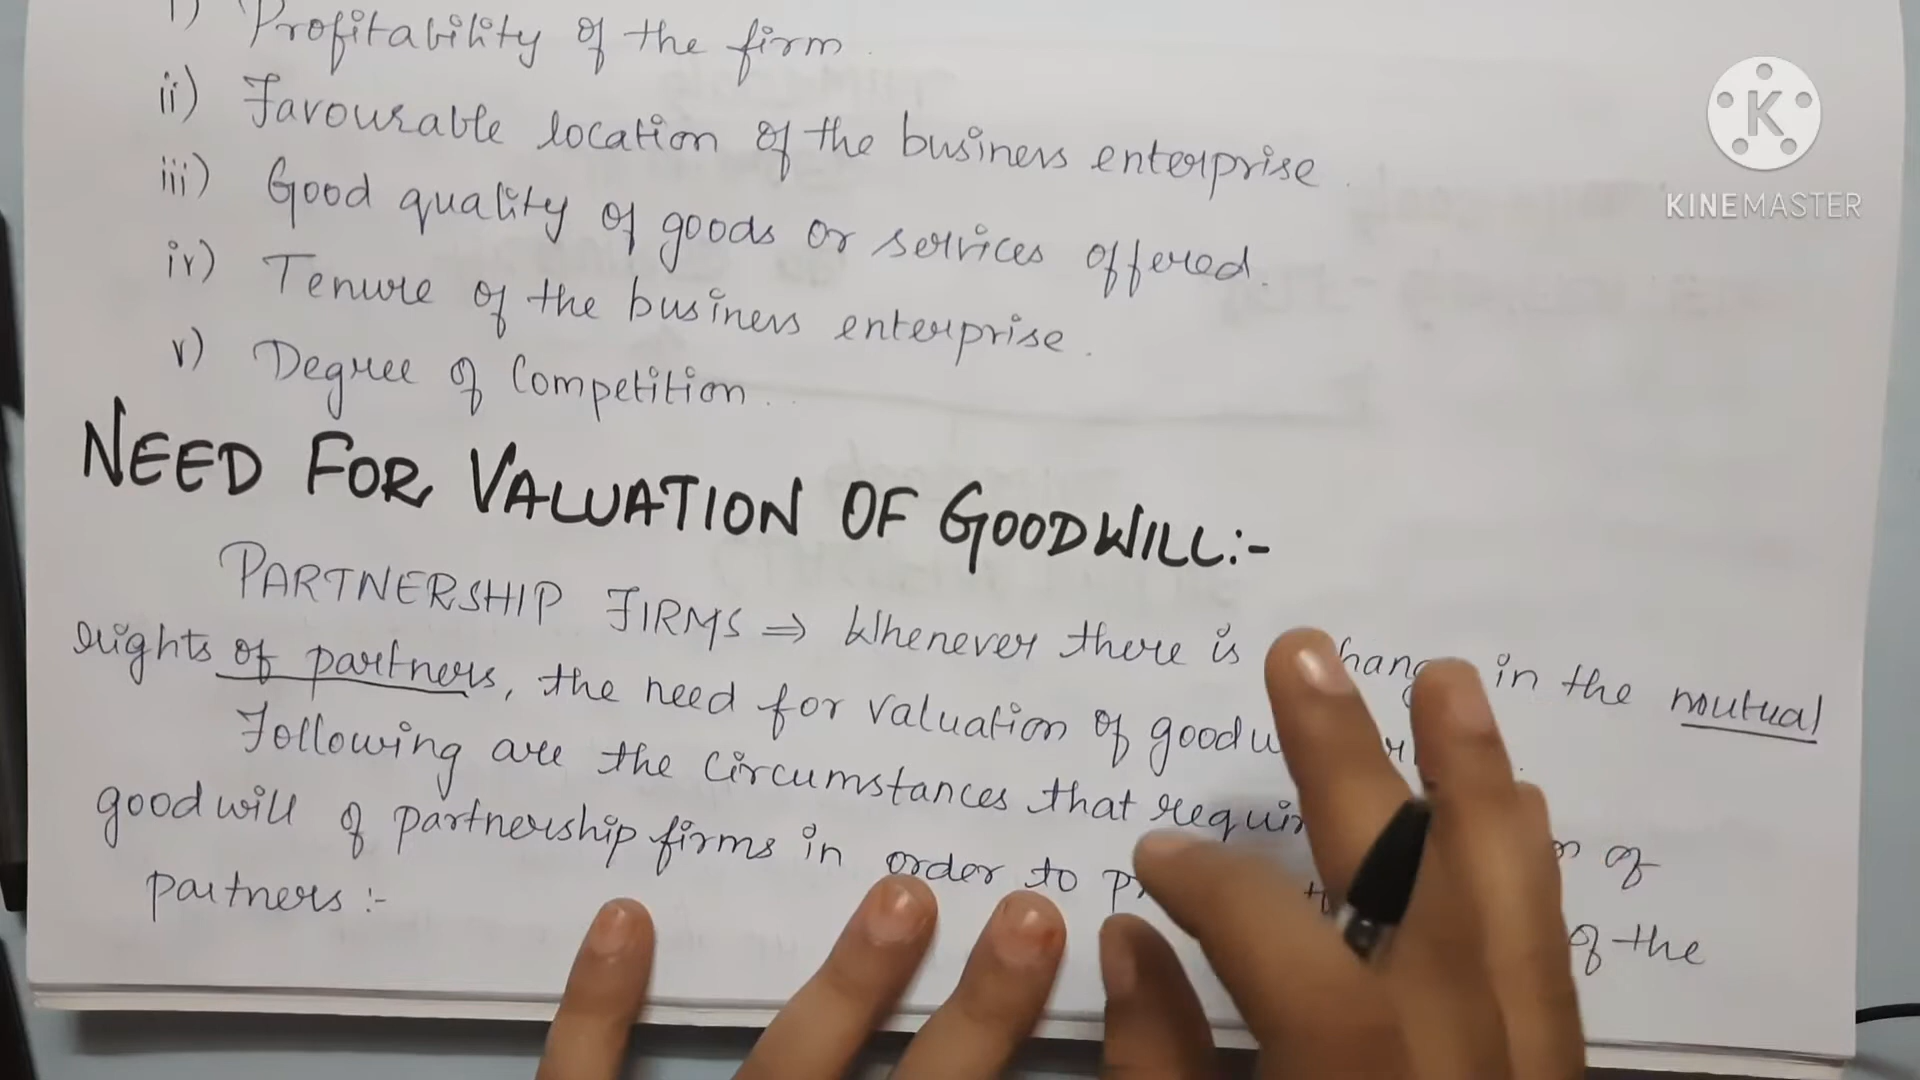 i) Profitability of the firm.
ii) Favourable location of the business enterprise.
iii) Good quality of goods or services offered.
iv) Tenure of the business enterprise.
v) Degree of Competition..
NEED FOR VALUATION OF GOODWILL:-
PARTNERSHIP FIRMS ⇒ Whenever there is in the mutual
rights of partners, the need for valuation of
Following are the circumstances that of
goodwill of partnership firms in order to of the
partners :-
K
KINEMASTER